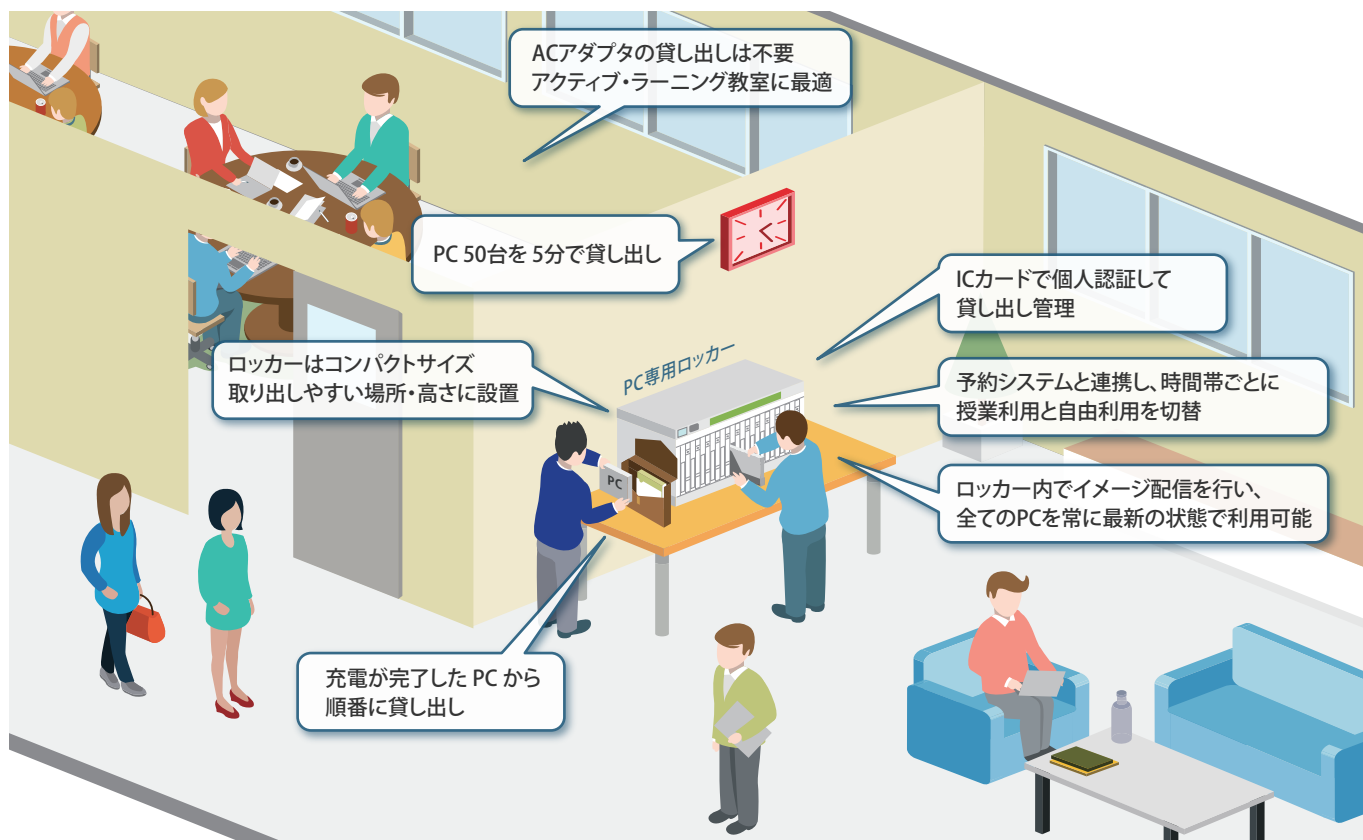 ACアダプタの貸し出しは不要
アクティブ・ラーニング教室に最適
PC 50台を 5分で貸し出し
ICカードで個人認証して
貸し出し管理
ロッカーはコンパクトサイズ
取り出しやすい場所・高さに設置
PC専用ロッカー
予約システムと連携し、時間帯ごとに
授業利用と自由利用を切替
PC
ロッカー内でイメージ配信を行い、
全てのPCを常に最新の状態で利用可能
充電が完了した PC から
順番に貸し出し